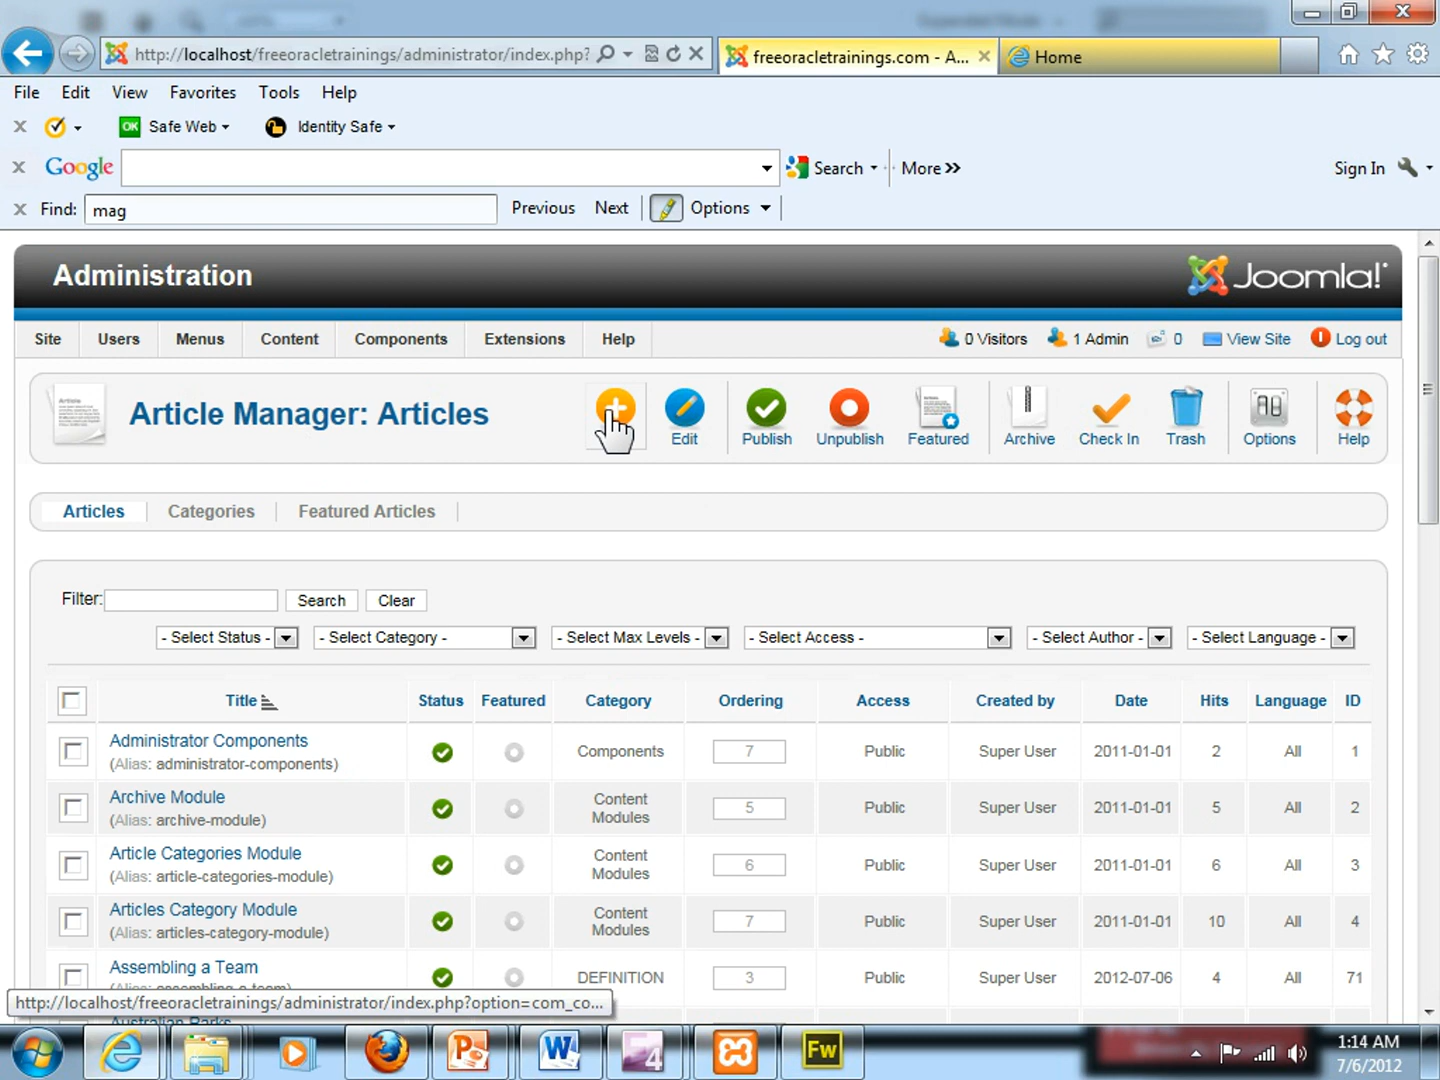 http://localhost/freeoracletrainings/administrator/index.php?
freeoracletrainings.com - A...
Home
File Edit View Favorites Tools Help
OK Safe Web Identity Safe
Google Search More Sign In
Find: mag Previous Next Options
Administration
Joomla!
Site Users Menus Content Components Extensions Help 0 Visitors 1 Admin 0 View Site Log out
Article Manager: Articles
Edit Publish Unpublish Featured Archive Check In Trash Options Help
Articles Categories Featured Articles
Filter: Search Clear
- Select Status - - Select Category - - Select Max Levels - - Select Access - - Select Author - - Select Language -
Title Status Featured Category Ordering Access Created by Date Hits Language ID
Administrator Components
(Alias: administrator-components)
Components 7 Public Super User 2011-01-01 2 All 1
Archive Module
(Alias: archive-module)
Content
Modules
5 Public Super User 2011-01-01 5 All 2
Article Categories Module
(Alias: article-categories-module)
Content
Modules
6 Public Super User 2011-01-01 6 All 3
Articles Category Module
(Alias: articles-category-module)
Content
Modules
7 Public Super User 2011-01-01 10 All 4
Assembling a Team
(Alias: assembling-a-team)
DEFINITION 3 Public Super User 2012-07-06 4 All 71
http://localhost/freeoracletrainings/administrator/index.php?option=com_co...
Australian Parks
Fw
1:14 AM
7/6/2012